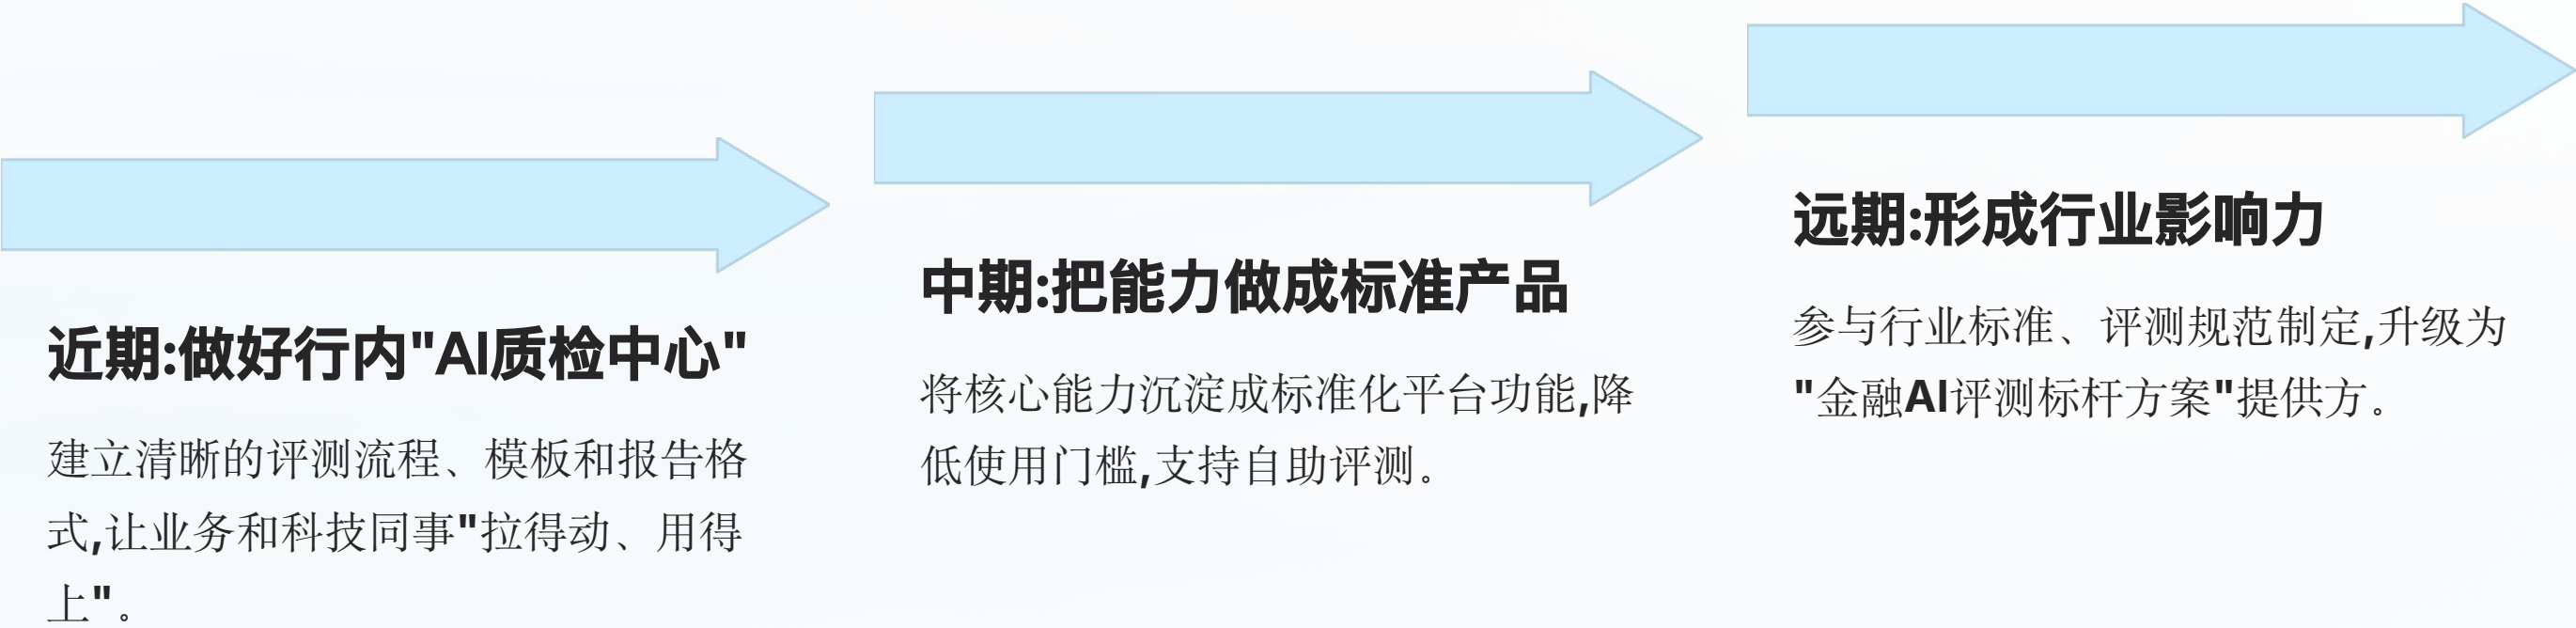 近期:做好行内"AI质检中心"
建立清晰的评测流程、模板和报告格
式,让业务和科技同事"拉得动、用得
上"。
中期:把能力做成标准产品
将核心能力沉淀成标准化平台功能,降
低使用门槛,支持自助评测。
远期:形成行业影响力
参与行业标准、评测规范制定,升级为
"金融AI评测标杆方案"提供方。